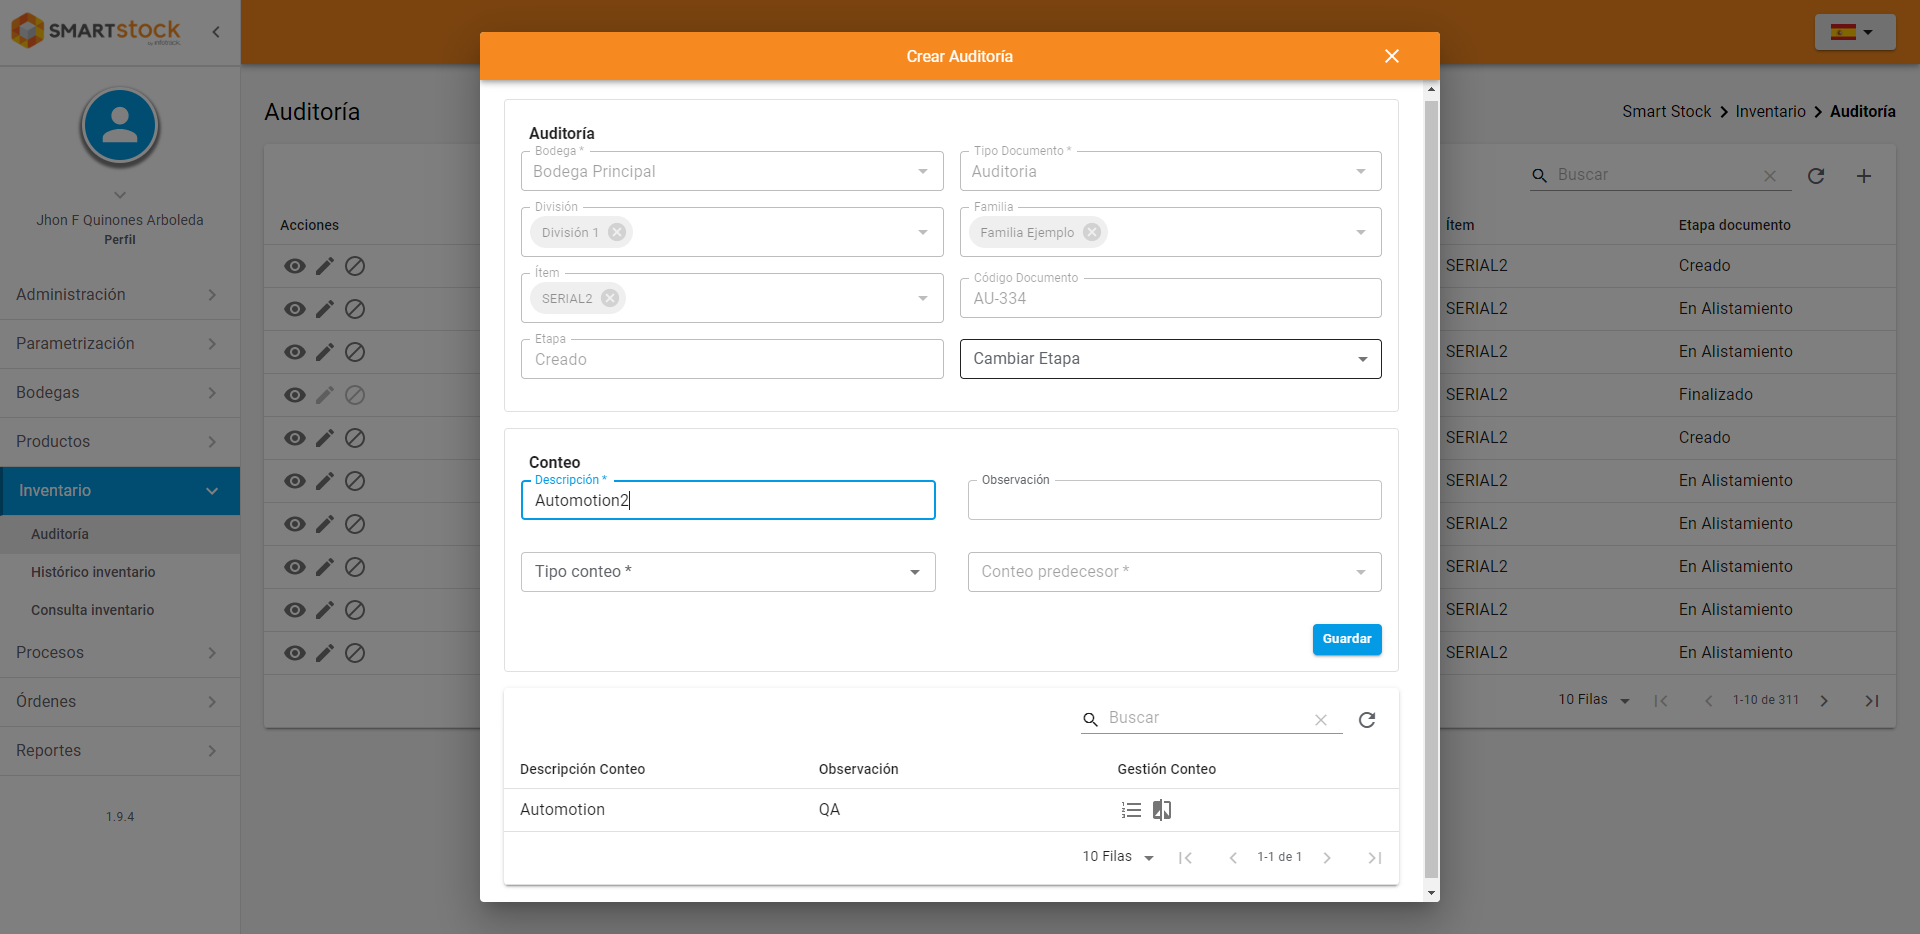 SMARTstock
by infotrack
Jhon F Quinones Arboleda
Perfil
Administración
Parametrización
Bodegas
Productos
Inventario
Auditoría
Histórico inventario
Consulta inventario
Procesos
Órdenes
Reportes
1.9.4
Auditoría
Smart Stock > Inventario > Auditoría
Acciones
Buscar
Ítem Etapa documento
SERIAL2 Creado
SERIAL2 En Alistamiento
SERIAL2 En Alistamiento
SERIAL2 Finalizado
SERIAL2 Creado
SERIAL2 En Alistamiento
SERIAL2 En Alistamiento
SERIAL2 En Alistamiento
SERIAL2 En Alistamiento
SERIAL2 En Alistamiento
10 Filas 1-10 de 311
Crear Auditoría
Auditoría
Bodega * Tipo Documento *
Bodega Principal Auditoria
División Familia
División 1 Familia Ejemplo
Ítem Código Documento
SERIAL2 AU-334
Etapa
Creado Cambiar Etapa
Conteo
Descripción * Observación
Automotion2
Tipo conteo * Conteo predecesor *
Guardar
Buscar
Descripción Conteo Observación Gestión Conteo
Automotion QA
10 Filas 1-1 de 1